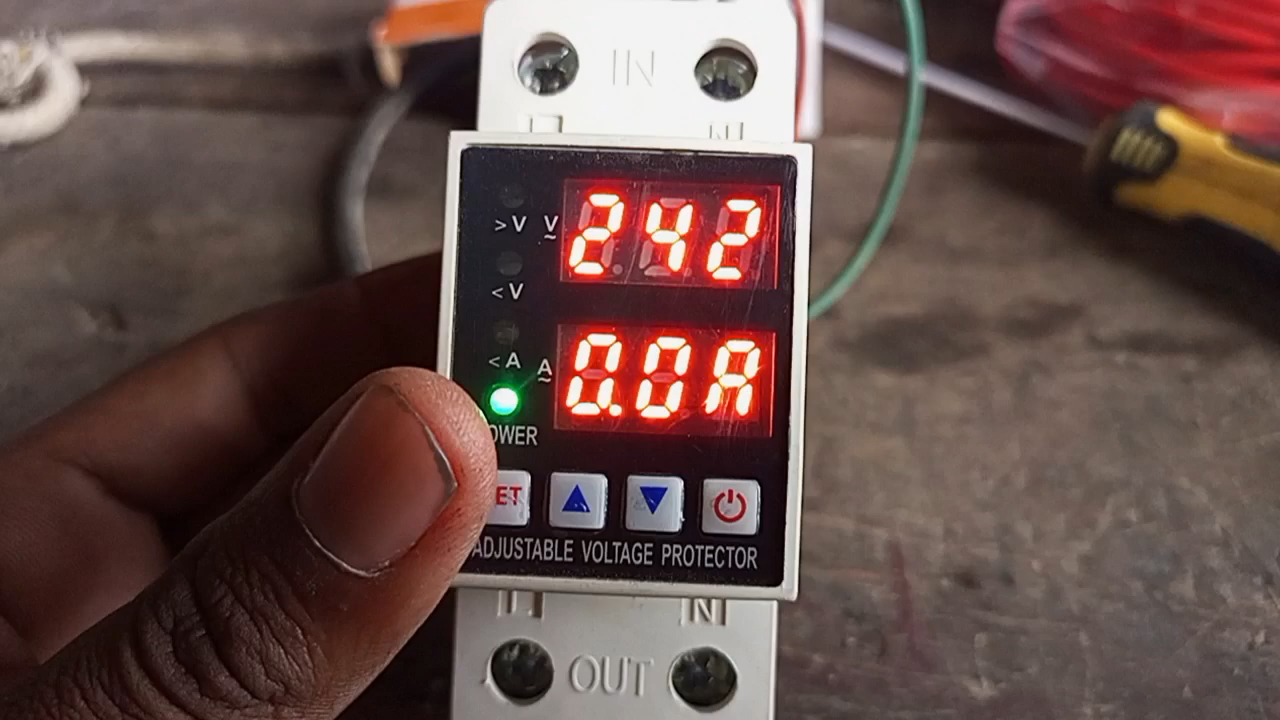 IN
L N
>V V 242
<V
<A A 0.0A
OWER
ET
ADJUSTABLE VOLTAGE PROTECTOR
L N
OUT